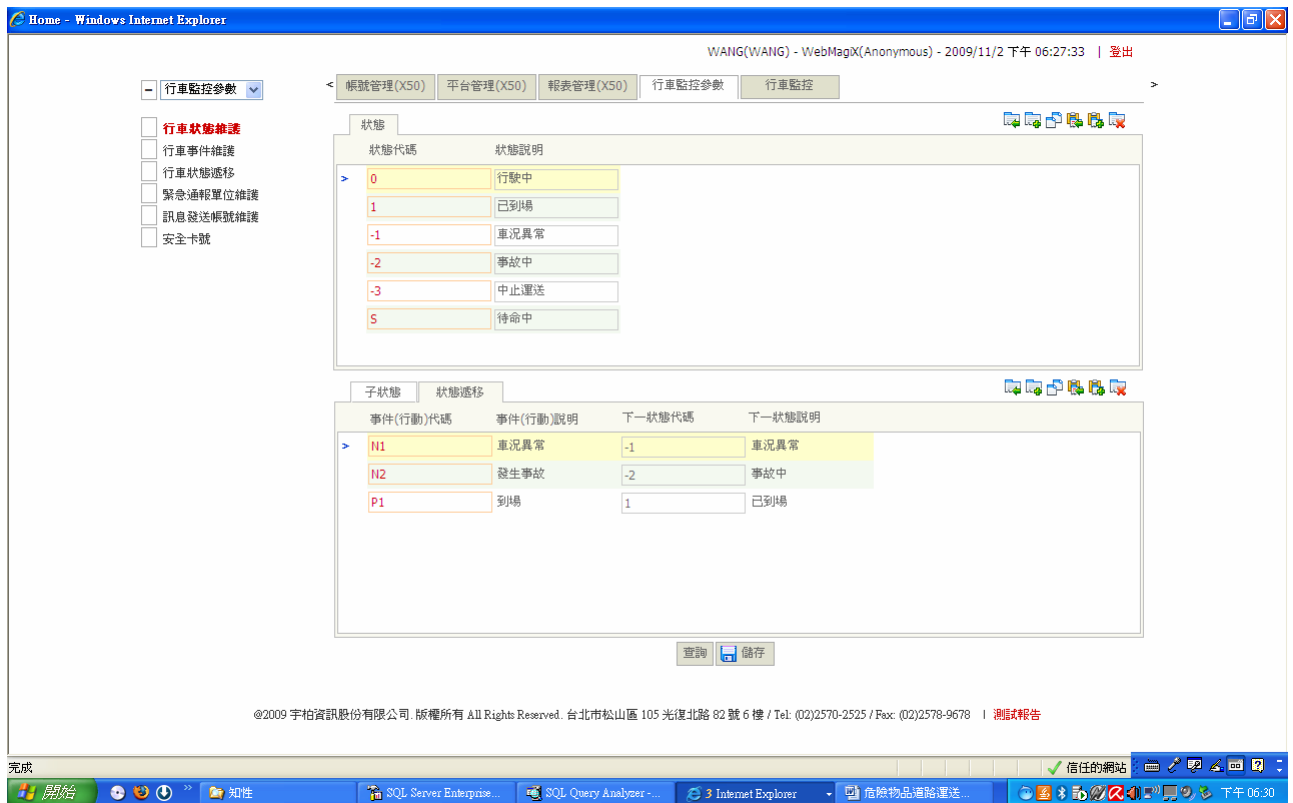 Home - Windows Internet Explorer
WANG(WANG) - WebMagiX(Anonymous) - 2009/11/2 下午 06:27:33 | 登出
行車監控參數
< 帳號管理(X50) 平台管理(X50) 報表管理(X50) 行車監控參數 行車監控 >
行車狀態維護
行車事件維護
行車狀態遞移
緊急通報單位維護
訊息發送帳號維護
安全卡號
狀態
狀態代碼 狀態說明
> 0 行駛中
1 已到場
-1 車況異常
-2 事故中
-3 中止運送
S 待命中
子狀態 狀態遞移
事件(行動)代碼 事件(行動)說明 下一狀態代碼 下一狀態說明
> N1 車況異常 -1 車況異常
N2 發生事故 -2 事故中
P1 到場 1 已到場
查詢 儲存
@2009 宇柏資訊股份有限公司. 版權所有 All Rights Reserved. 台北市松山區 105 光復北路 82 號 6 樓 / Tel: (02)2570-2525 / Fax: (02)2578-9678 | 測試報告
完成 信任的網站
開始 » 知性 SQL Server Enterprise... SQL Query Analyzer -... 3 Internet Explorer 危險物品道路運送... 下午 06:30